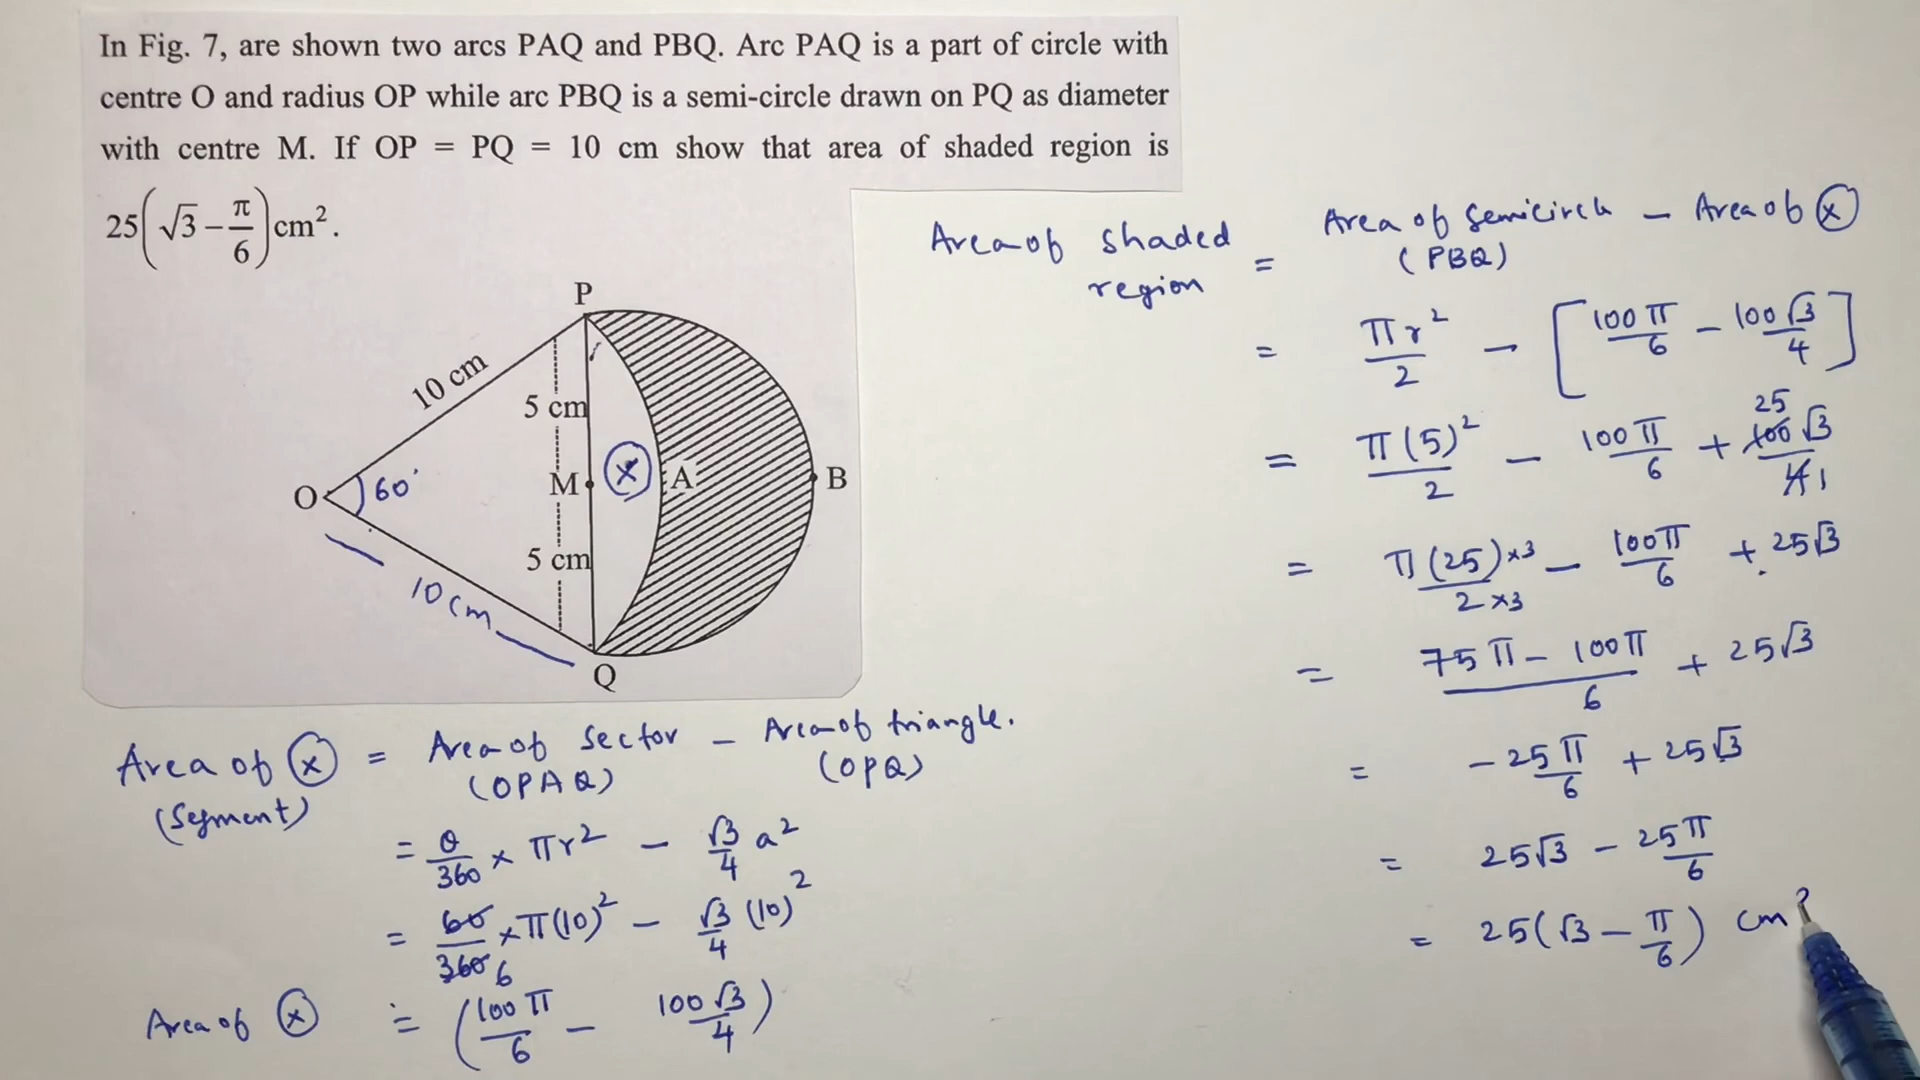 In Fig. 7, are shown two arcs PAQ and PBQ. Arc PAQ is a part of circle with
centre O and radius OP while arc PBQ is a semi-circle drawn on PQ as diameter
with centre M. If OP = PQ = 10 cm show that area of shaded region is
25(√3 − π/6) cm².
P
10 cm
5 cm
O 60° M x A B
5 cm
10 cm
Q
Area of x = Area of sector − Area of triangle.
(Segment) (OPAQ) (OPQ)
= θ/360 × πr² − √3/4 a²
= 60/360 6 × π(10)² − √3/4 (10)²
Area of x = (100π/6 − 100√3/4)
Area of shaded region = Area of semicircle (PBQ) − Area of x
= πr²/2 − [100π/6 − 100√3/4]
= π(5)²/2 − 100π/6 + 25 100√3/4 1
= π(25)×3/2×3 − 100π/6 + 25√3
= 75π − 100π/6 + 25√3
= −25π/6 + 25√3
= 25√3 − 25π/6
= 25(√3 − π/6) cm²